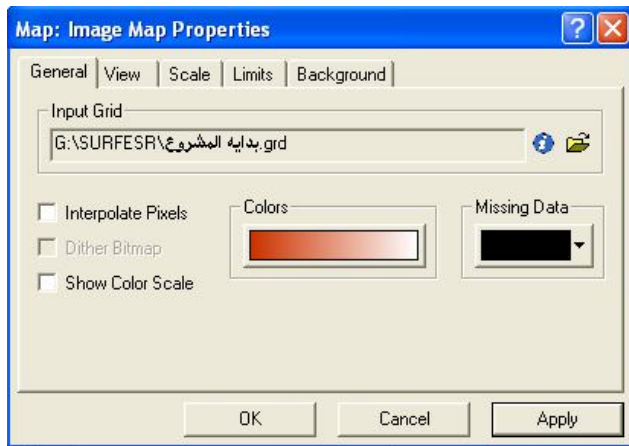 Map: Image Map Properties
General View Scale Limits Background
Input Grid
G:\SURFESR\بدايه المشروع.grd
Interpolate Pixels
Colors
Missing Data
Dither Bitmap
Show Color Scale
OK Cancel Apply